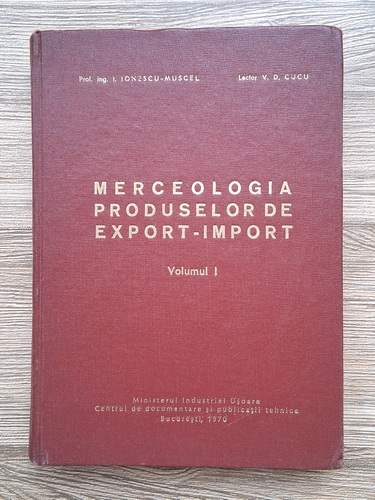 Prof. ing. I. IONESCU-MUSCEL Lector V. D. CUCU
MERCEOLOGIA
PRODUSELOR DE
EXPORT-IMPORT
Volumul I
Ministerul Industriei Ușoare
Centrul de documentare și publicații tehnice
București, 1970